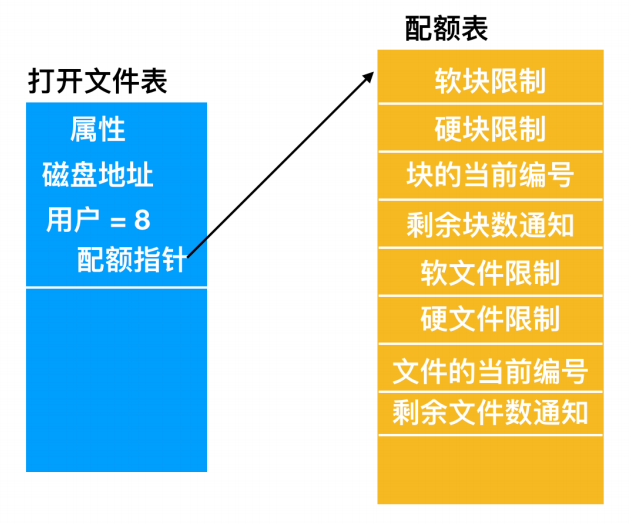 打开文件表
属性
磁盘地址
用户 = 8
配额指针
配额表
软块限制
硬块限制
块的当前编号
剩余块数通知
软文件限制
硬文件限制
文件的当前编号
剩余文件数通知